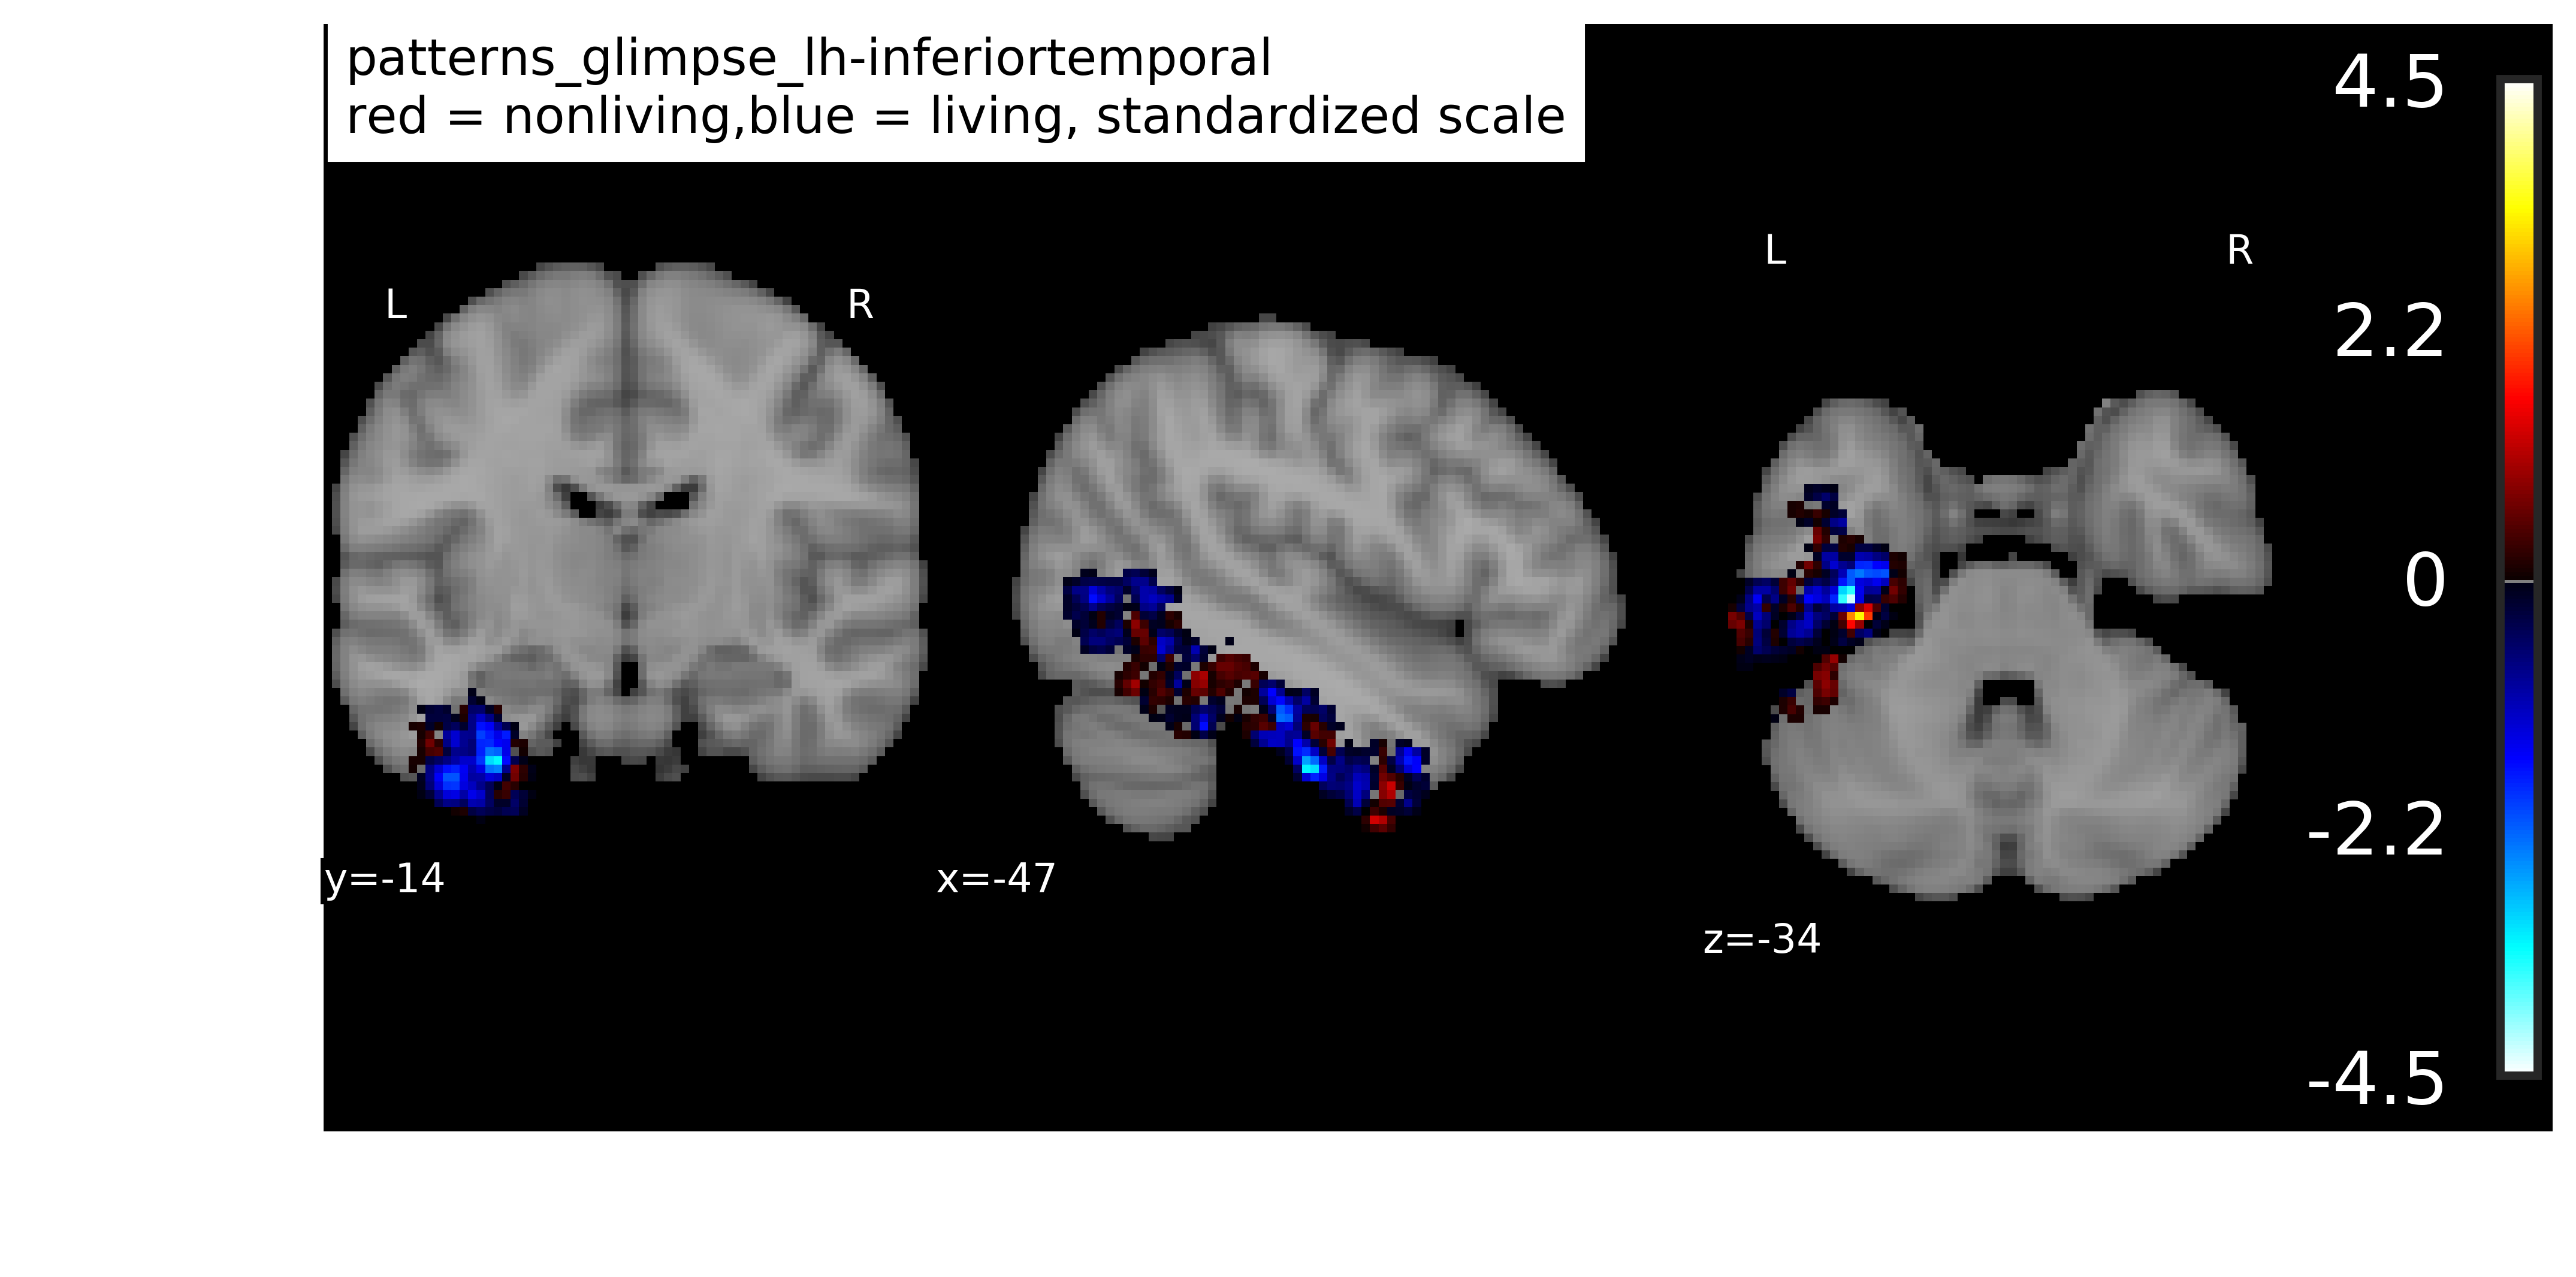 patterns_glimpse_lh-inferiortemporal
red = nonliving,blue = living, standardized scale
L
R
y=-14
x=-47
L
R
z=-34
4.5
2.2
0
-2.2
-4.5